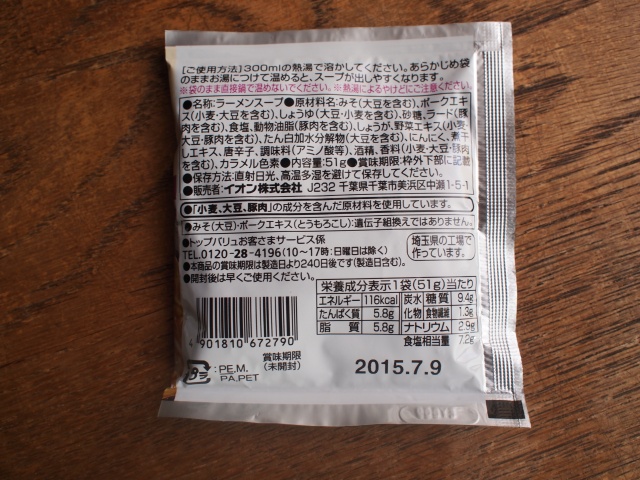 [ご使用方法]300mlの熱湯で溶かしてください。あらかじめ袋
のままお湯につけて温めると、スープが出しやすくなります。
※袋のまま直接鍋で温めないでください。※熱湯によるやけどにご注意ください。
●名称:ラーメンスープ●原材料名:みそ(大豆を含む)、ポークエキ
ス(小麦・大豆を含む)、しょうゆ(大豆・小麦を含む)、砂糖、ラード(豚
肉を含む)、食塩、動物油脂(豚肉を含む)、しょうが、野菜エキス(小麦・
大豆・豚肉を含む)、たん白加水分解物(大豆を含む)、にんにく、煮干
しエキス、唐辛子、調味料(アミノ酸等)、酒精、香料(小麦・大豆・豚肉
を含む)、カラメル色素●内容量:51g●賞味期限:枠外下部に記載
●保存方法:直射日光、高温多湿を避けて保存してください。
●販売者:イオン株式会社 J232 千葉県千葉市美浜区中瀬1-5-1
●「小麦、大豆、豚肉」の成分を含んだ原材料を使用しています。
●みそ(大豆)・ポークエキス(とうもろこし):遺伝子組換えではありません。
●トップバリュお客さまサービス係
TEL.0120-28-4196(10〜17時:日曜日は除く)
埼玉県の工場で
作っています。
●本商品の賞味期限は製造日より240日後です(製造日含む)。
●開封後は早くご使用ください。
栄養成分表示1袋(51g)当たり
エネルギー 116kcal 炭水化物 糖質 9.4g
たんぱく質 5.8g 食物繊維 1.3g
脂質 5.8g ナトリウム 2.9g
食塩相当量 7.2g
4 901810 672790
プラ
:PE.M.
PA.PET
賞味期限
(未開封)
2015.7.9